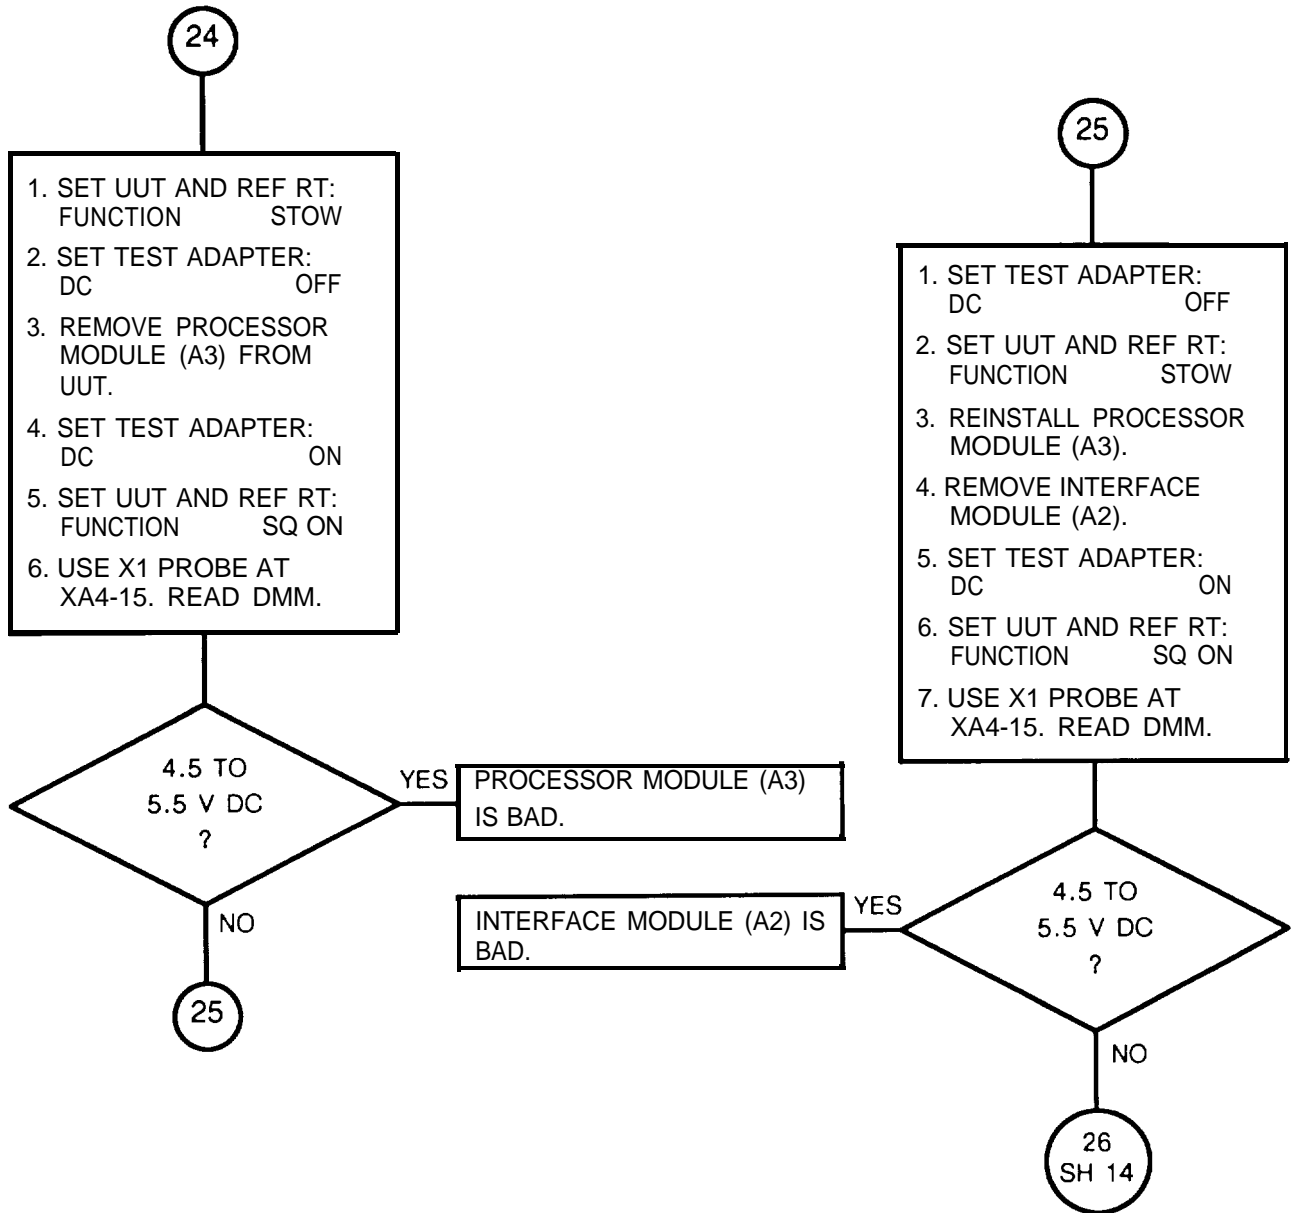 24
1. SET UUT AND REF RT:
FUNCTION STOW
2. SET TEST ADAPTER:
DC OFF
3. REMOVE PROCESSOR
MODULE (A3) FROM
UUT.
4. SET TEST ADAPTER:
DC ON
5. SET UUT AND REF RT:
FUNCTION SQ ON
6. USE X1 PROBE AT
XA4-15. READ DMM.
4.5 TO
5.5 V DC
?
YES
PROCESSOR MODULE (A3)
IS BAD.
NO
25
25
1. SET TEST ADAPTER:
DC OFF
2. SET UUT AND REF RT:
FUNCTION STOW
3. REINSTALL PROCESSOR
MODULE (A3).
4. REMOVE INTERFACE
MODULE (A2).
5. SET TEST ADAPTER:
DC ON
6. SET UUT AND REF RT:
FUNCTION SQ ON
7. USE X1 PROBE AT
XA4-15. READ DMM.
4.5 TO
5.5 V DC
?
YES
INTERFACE MODULE (A2) IS
BAD.
NO
26
SH 14